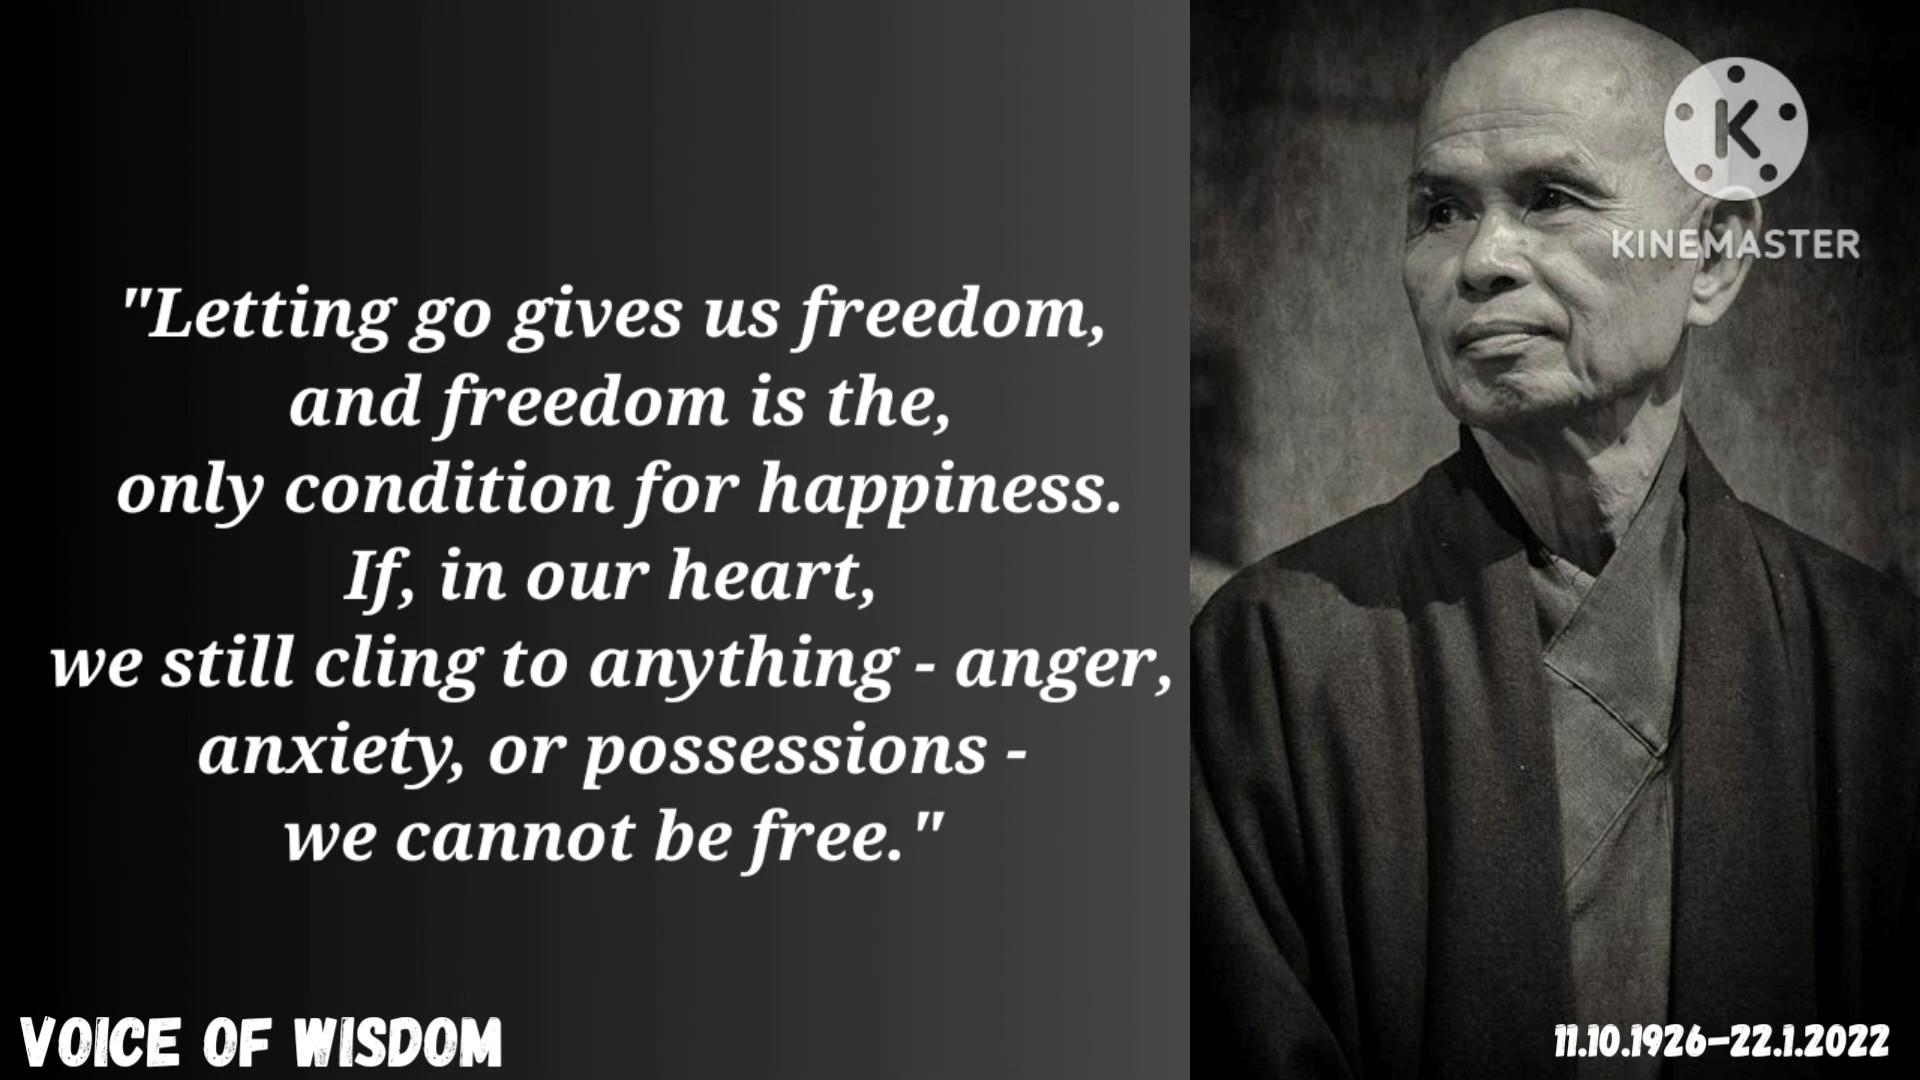 "Letting go gives us freedom,
and freedom is the,
only condition for happiness.
If, in our heart,
we still cling to anything - anger,
anxiety, or possessions -
we cannot be free."
K
KINEMASTER
VOICE OF WISDOM
11.10.1926-22.1.2022